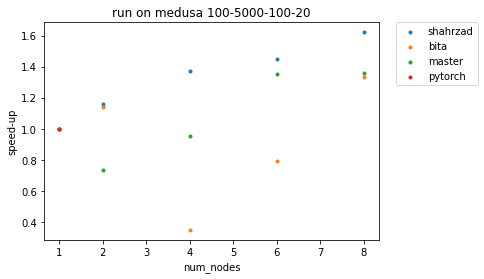 run on medusa 100-5000-100-20
speed-up
1.6
1.4
1.2
1.0
0.8
0.6
0.4
1 2 3 4 5 6 7 8
num_nodes
shahrzad
bita
master
pytorch